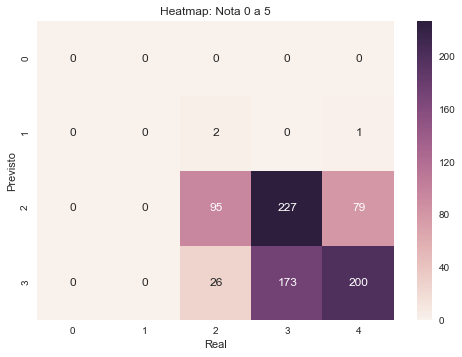 Heatmap: Nota 0 a 5
Previsto
0 0 0 0 0 0
1 0 0 2 0 1
2 0 0 95 227 79
3 0 0 26 173 200
0 1 2 3 4
Real
200
160
120
80
40
0